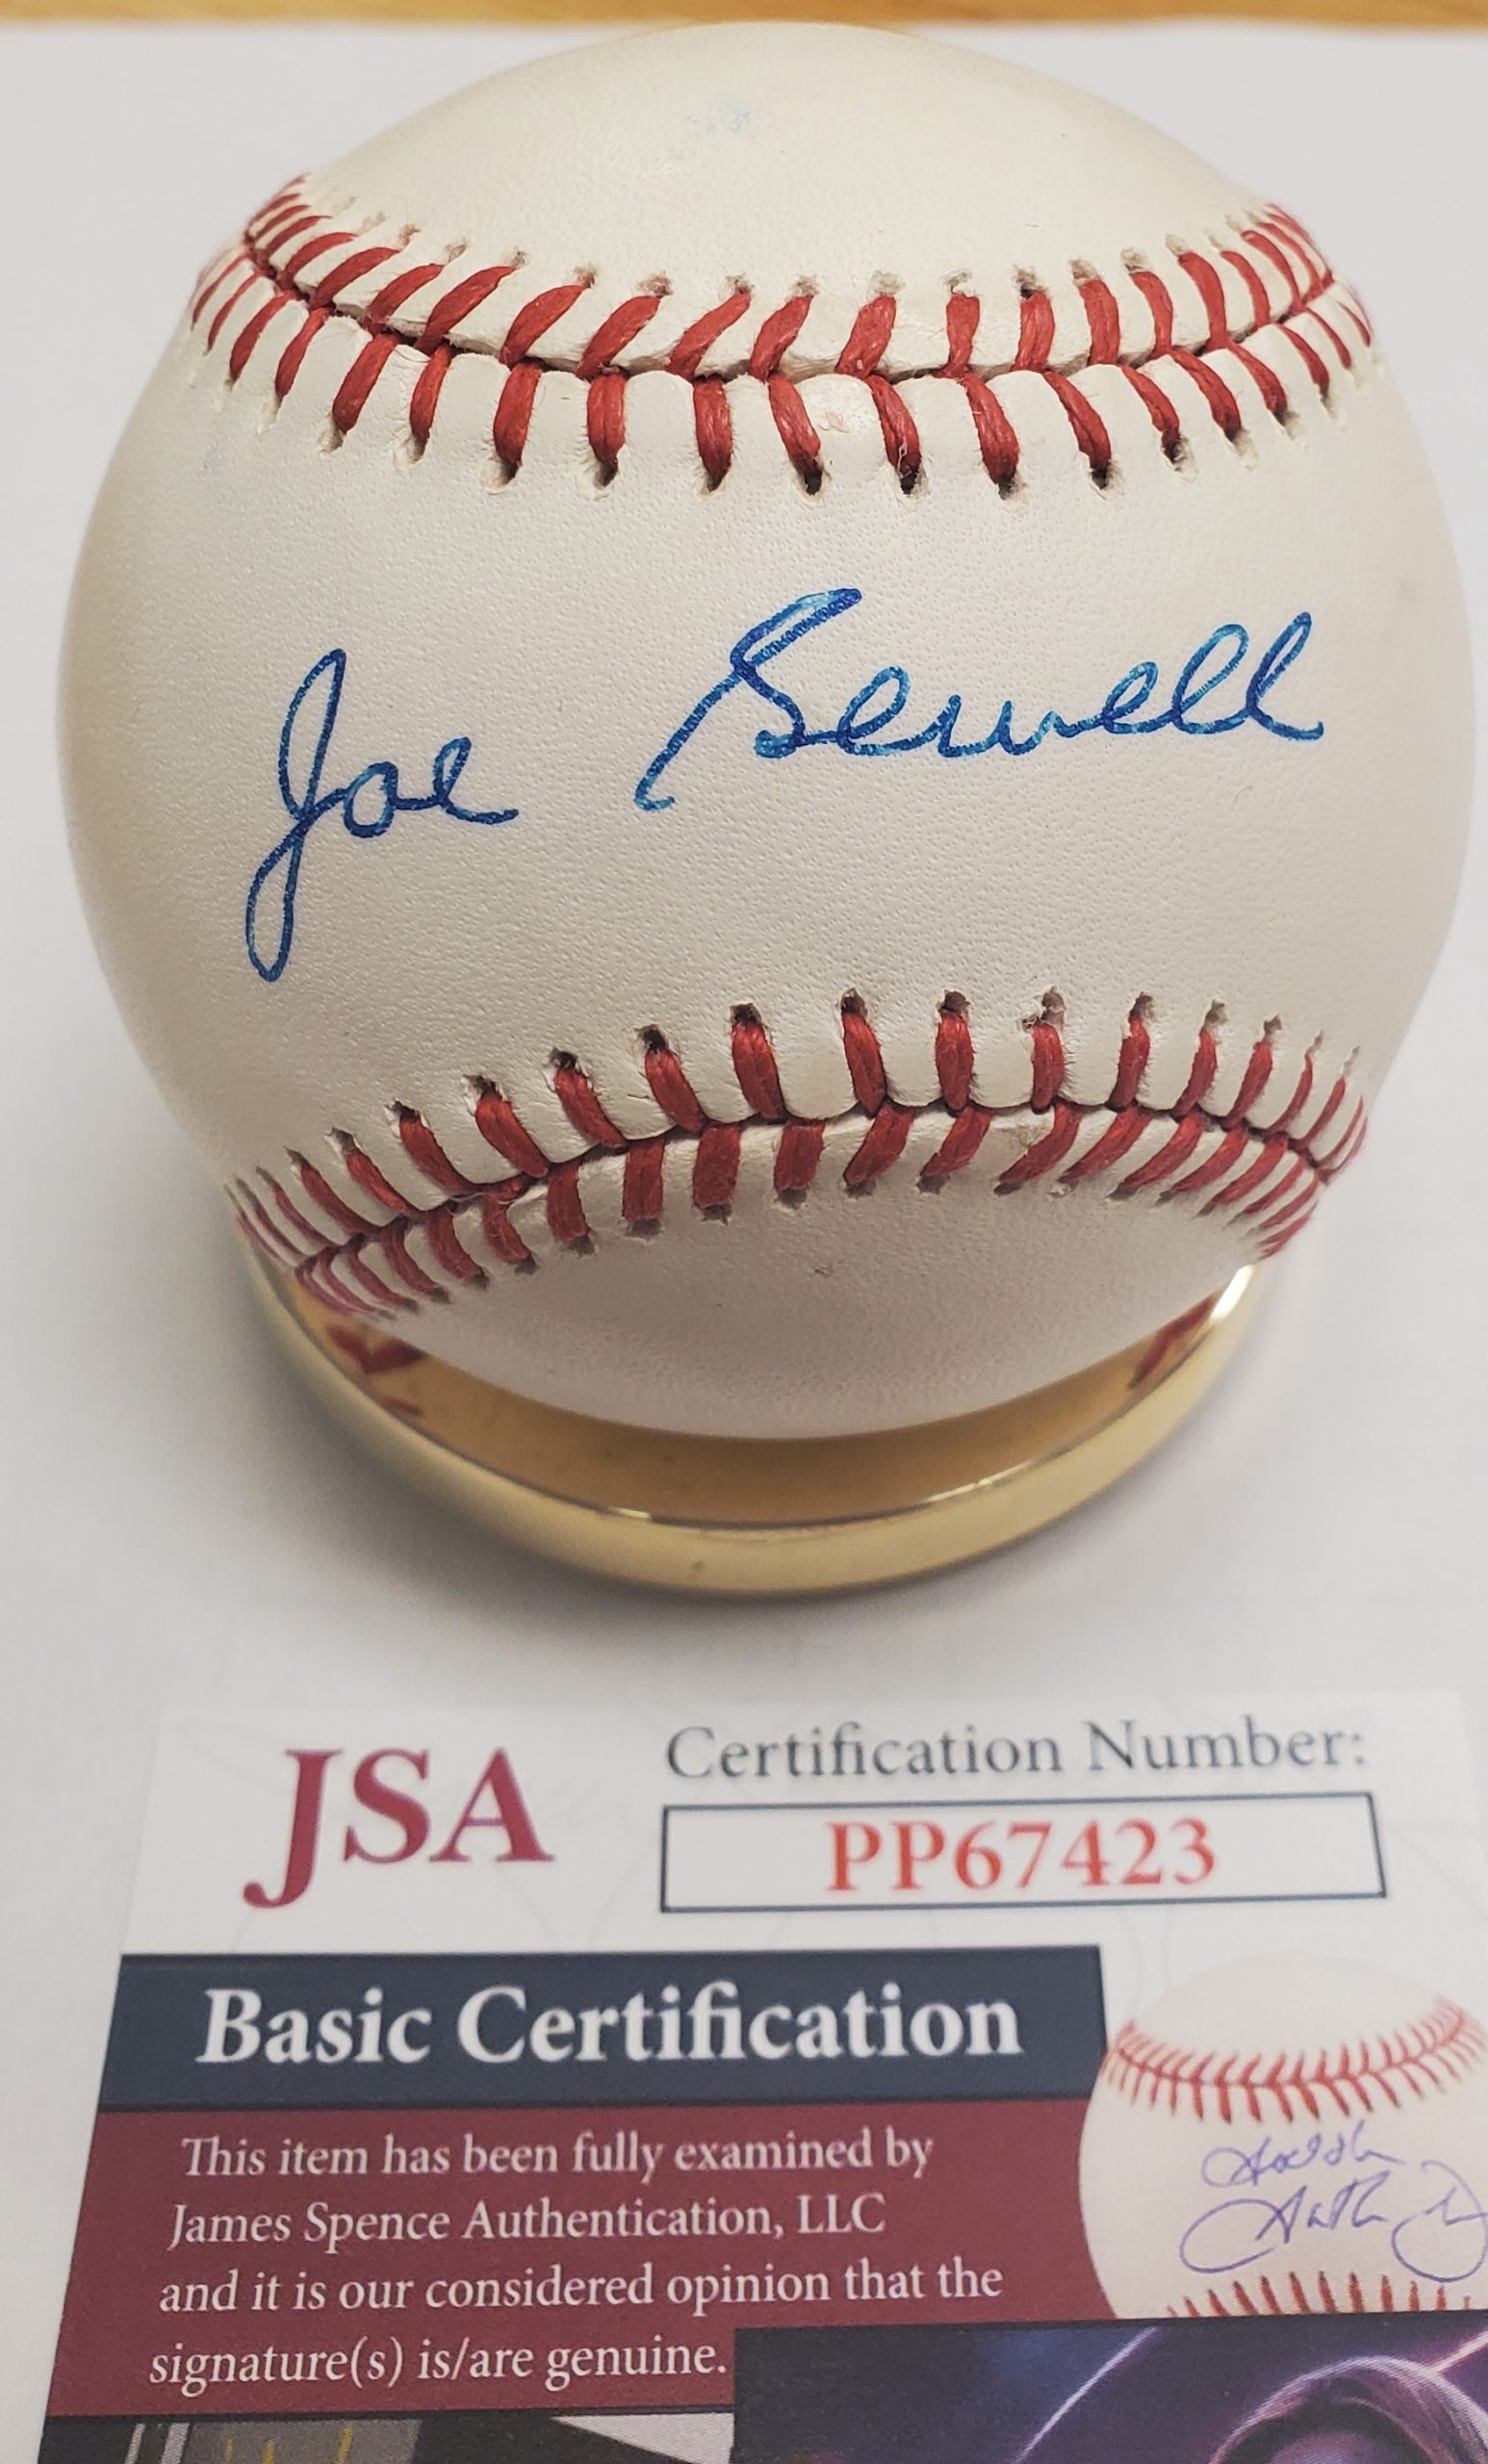 Joe Sewell
JSA
Certification Number:
PP67423
Basic Certification
This item has been fully examined by
James Spence Authentication, LLC
and it is our considered opinion that the
signature(s) is/are genuine.